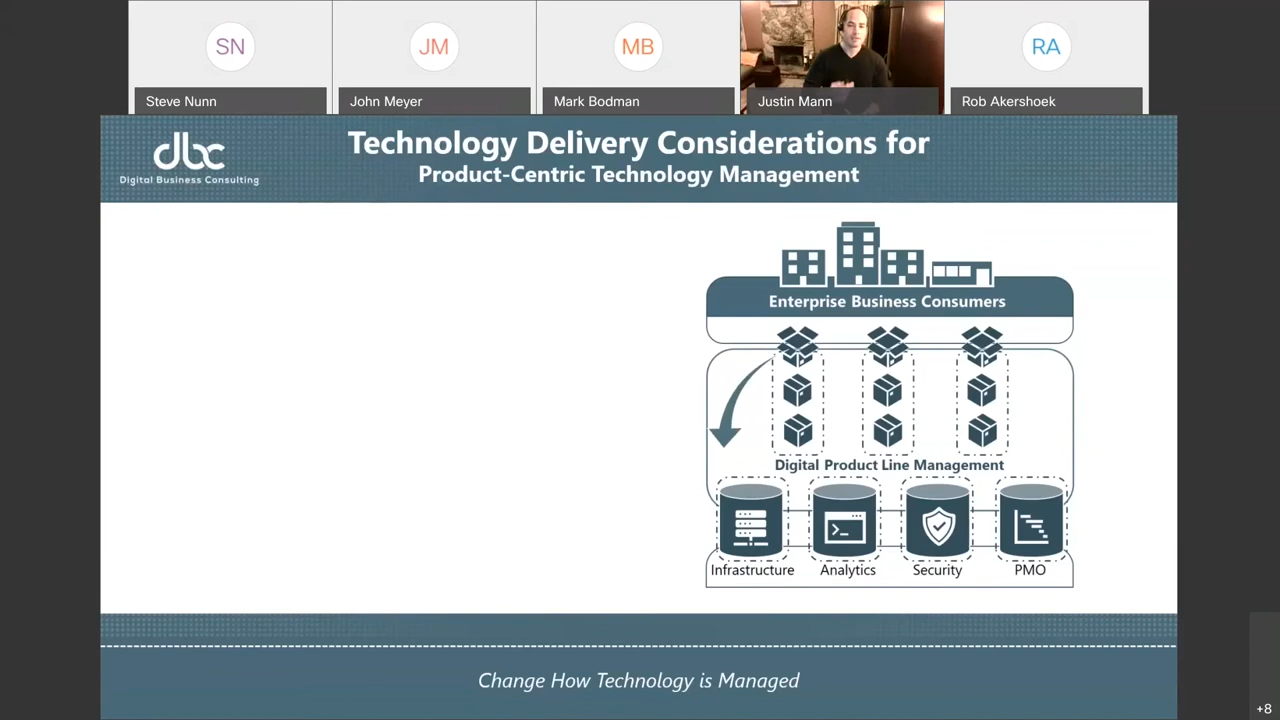 SN
JM
MB
RA
Steve Nunn
John Meyer
Mark Bodman
Justin Mann
Rob Akershoek
dbc
Digital Business Consulting
Technology Delivery Considerations for
Product-Centric Technology Management
Enterprise Business Consumers
Digital Product Line Management
Infrastructure
Analytics
Security
PMO
Change How Technology is Managed
+8